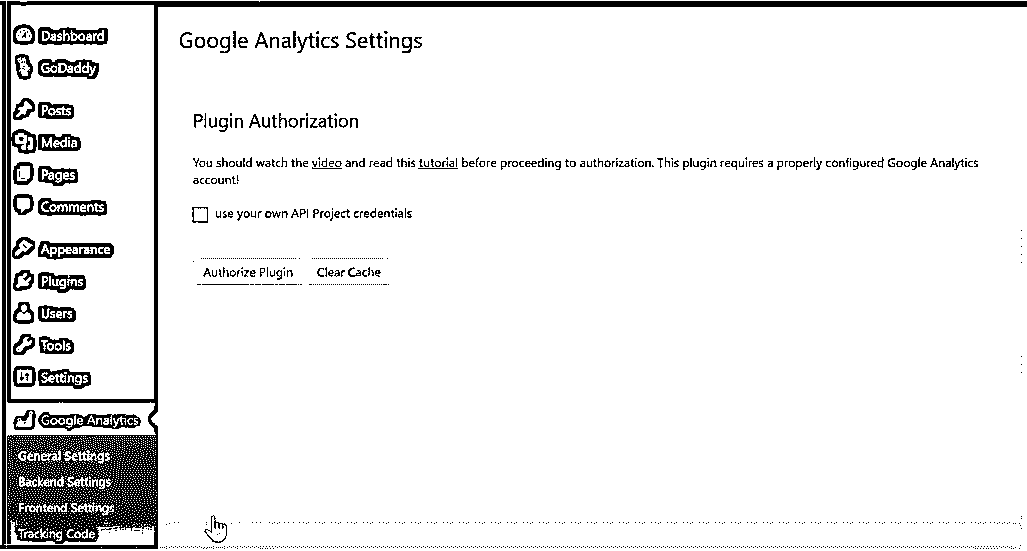 Dashboard
GoDaddy
Posts
Media
Pages
Comments
Appearance
Plugins
Users
Tools
Settings
Google Analytics
General Settings
Backend Settings
Frontend Settings
Tracking Code
Google Analytics Settings
Plugin Authorization
You should watch the video and read this tutorial before proceeding to authorization. This plugin requires a properly configured Google Analytics
account!
use your own API Project credentials
Authorize Plugin
Clear Cache